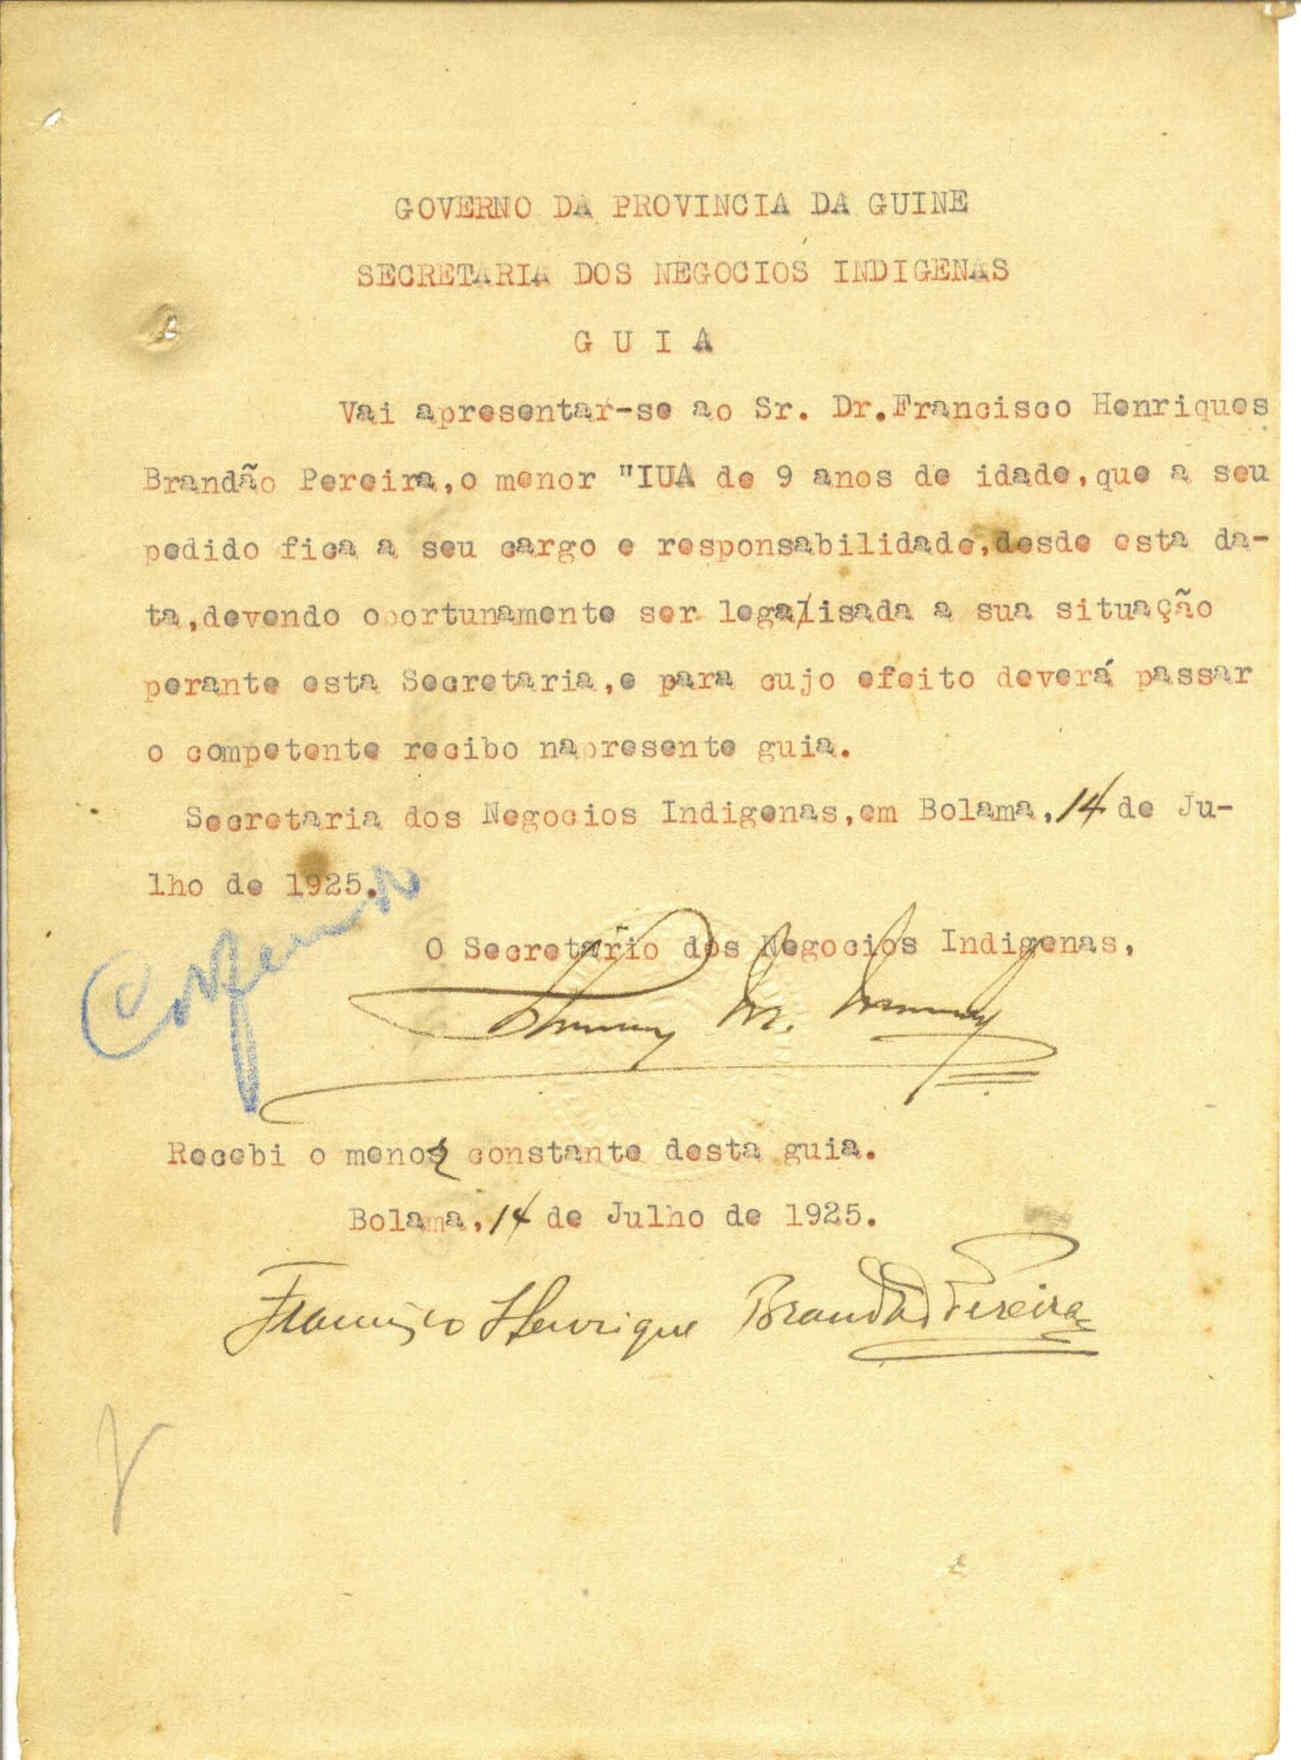 GOVERNO DA PROVINCIA DA GUINE
SECRETARIA DOS NEGOCIOS INDIGENAS
G U I A
Vai apresentar-se ao Sr. Dr.Francisco Henriques
Brandão Pereira,o menor "IUA de 9 anos de idade,que a seu
pedido fica a seu cargo e responsabilidade,desde esta da-
ta,devendo oportunamente ser legalisada a sua situação
perante esta Secretaria,e para cujo efeito deverá passar
o competente recibo napresente guia.
Secretaria dos Negocios Indigenas,em Bolama,14 de Ju-
lho de 1925.
O Secretario dos Negocios Indigenas,
Recebi o menor constante desta guia.
Bolama,14 de Julho de 1925.
Francisco Henrique Brandão Pereira